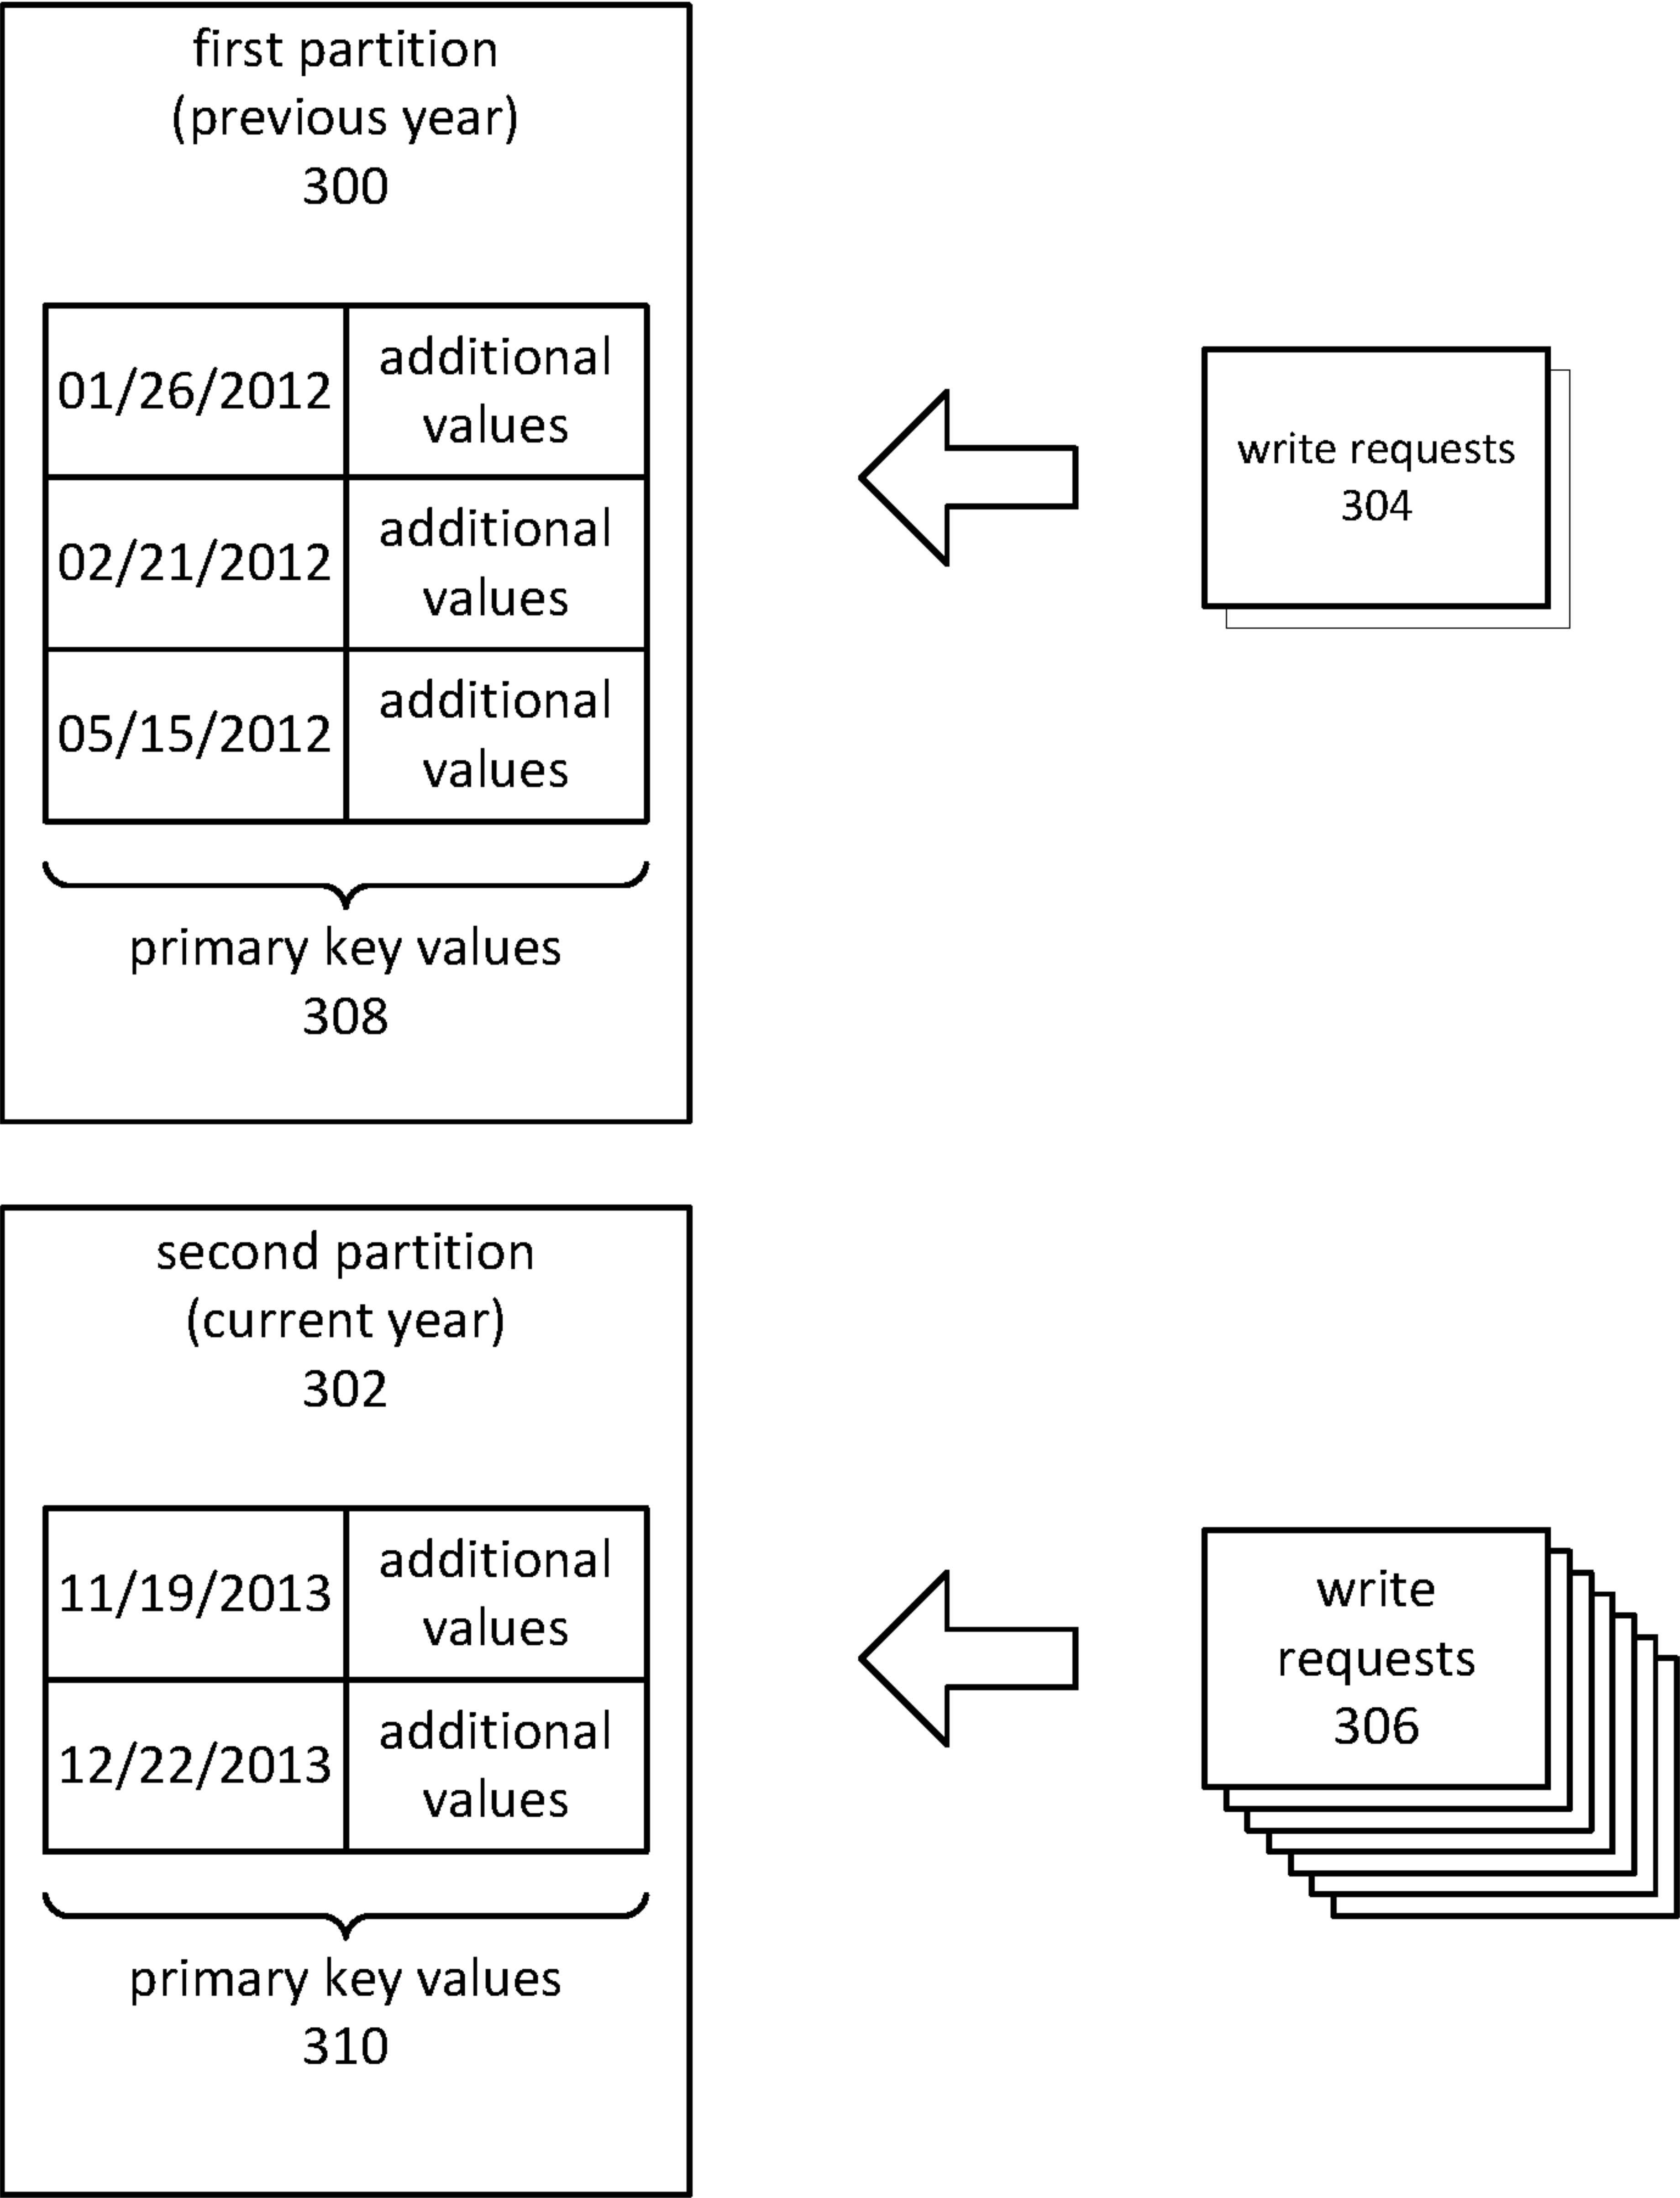 first partition
(previous year)
300
01/26/2012
additional
values
02/21/2012
additional
values
05/15/2012
additional
values
primary key values
308
write requests
304
second partition
(current year)
302
11/19/2013
additional
values
12/22/2013
additional
values
primary key values
310
write
requests
306